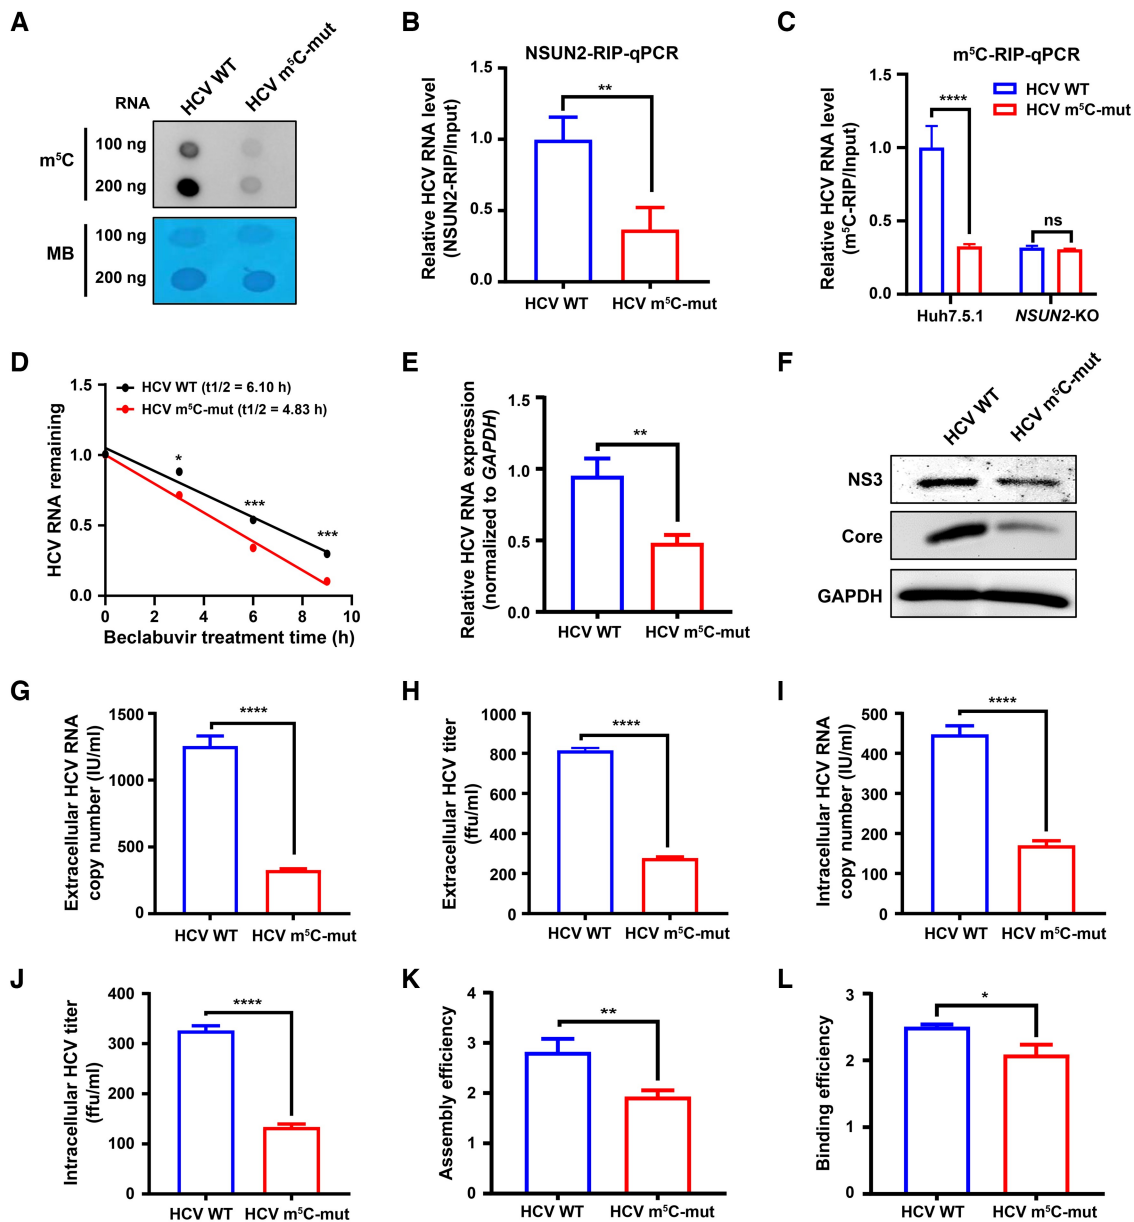 A
HCV WT
HCV m⁵C-mut
RNA
m⁵C
100 ng
200 ng
MB
100 ng
200 ng
B
NSUN2-RIP-qPCR
Relative HCV RNA level
(NSUN2-RIP/Input)
1.5
1.0
0.5
0.0
**
HCV WT
HCV m⁵C-mut
C
m⁵C-RIP-qPCR
Relative HCV RNA level
(m⁵C-RIP/Input)
1.5
1.0
0.5
0.0
HCV WT
HCV m⁵C-mut
****
ns
Huh7.5.1
NSUN2-KO
D
HCV RNA remaining
1.5
1.0
0.5
0.0
HCV WT (t1/2 = 6.10 h)
HCV m⁵C-mut (t1/2 = 4.83 h)
*
***
***
0 2 4 6 8 10
Beclabuvir treatment time (h)
E
Relative HCV RNA expression
(normalized to GAPDH)
1.5
1.0
0.5
0.0
**
HCV WT
HCV m⁵C-mut
F
HCV WT
HCV m⁵C-mut
NS3
Core
GAPDH
G
Extracellular HCV RNA
copy number (IU/ml)
1500
1000
500
0
****
HCV WT
HCV m⁵C-mut
H
Extracellular HCV titer
(ffu/ml)
1000
800
600
400
200
0
****
HCV WT
HCV m⁵C-mut
I
Intracellular HCV RNA
copy number (IU/ml)
500
400
300
200
100
0
****
HCV WT
HCV m⁵C-mut
J
Intracellular HCV titer
(ffu/ml)
400
300
200
100
0
****
HCV WT
HCV m⁵C-mut
K
Assembly efficiency
4
3
2
1
0
**
HCV WT
HCV m⁵C-mut
L
Binding efficiency
3
2
1
0
*
HCV WT
HCV m⁵C-mut